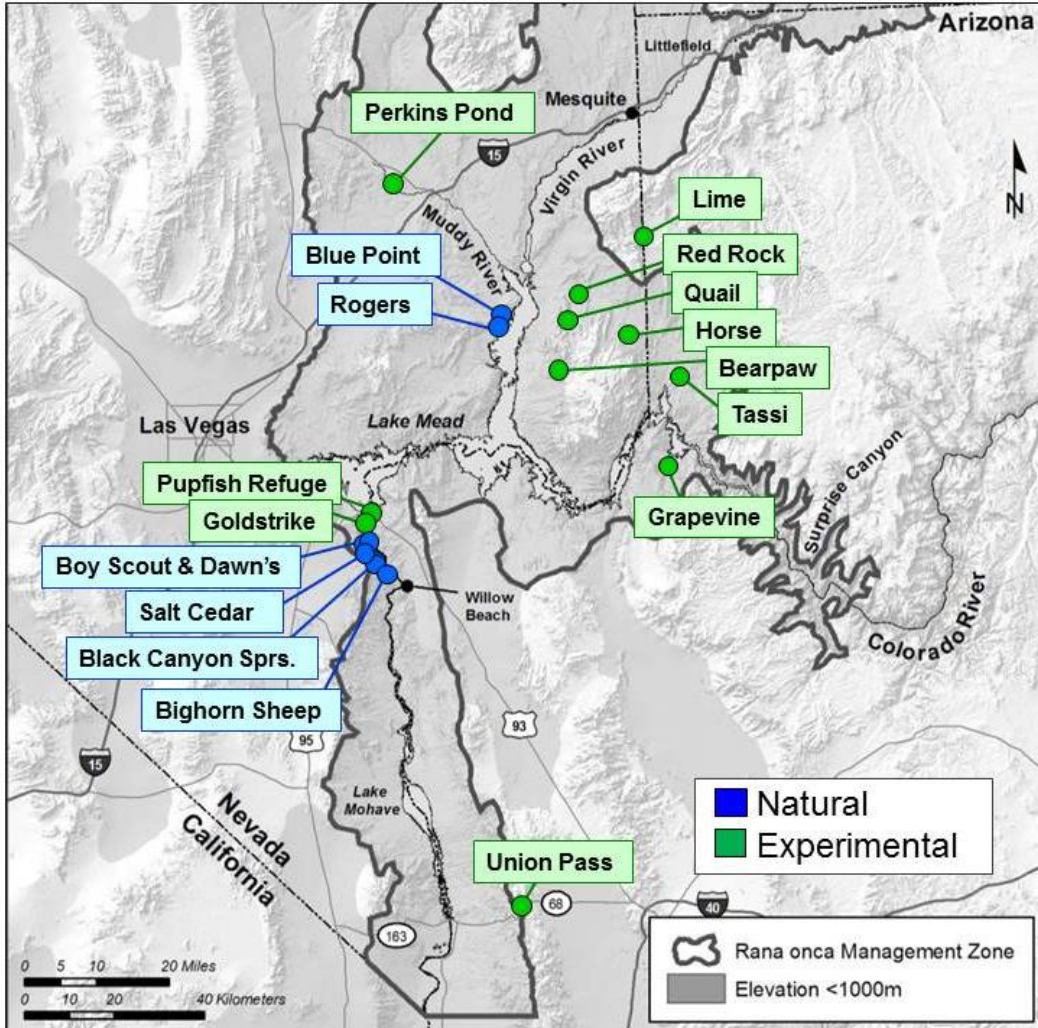 Arizona
Littlefield
Mesquite
Perkins Pond
15
Virgin River
Lime
N
Muddy River
Blue Point
Red Rock
Rogers
Quail
Horse
Bearpaw
Tassi
Lake Mead
Las Vegas
Pupfish Refuge
Goldstrike
Grapevine
Surprise Canyon
Boy Scout & Dawn's
Salt Cedar
Willow
Beach
Colorado River
Black Canyon Sprs.
Bighorn Sheep
93
95
15
Lake
Mohave
Nevada
California
Natural
Experimental
Union Pass
68
40
163
Rana onca Management Zone
Elevation <1000m
0 5 10 20 Miles
0 10 20 40 Kilometers